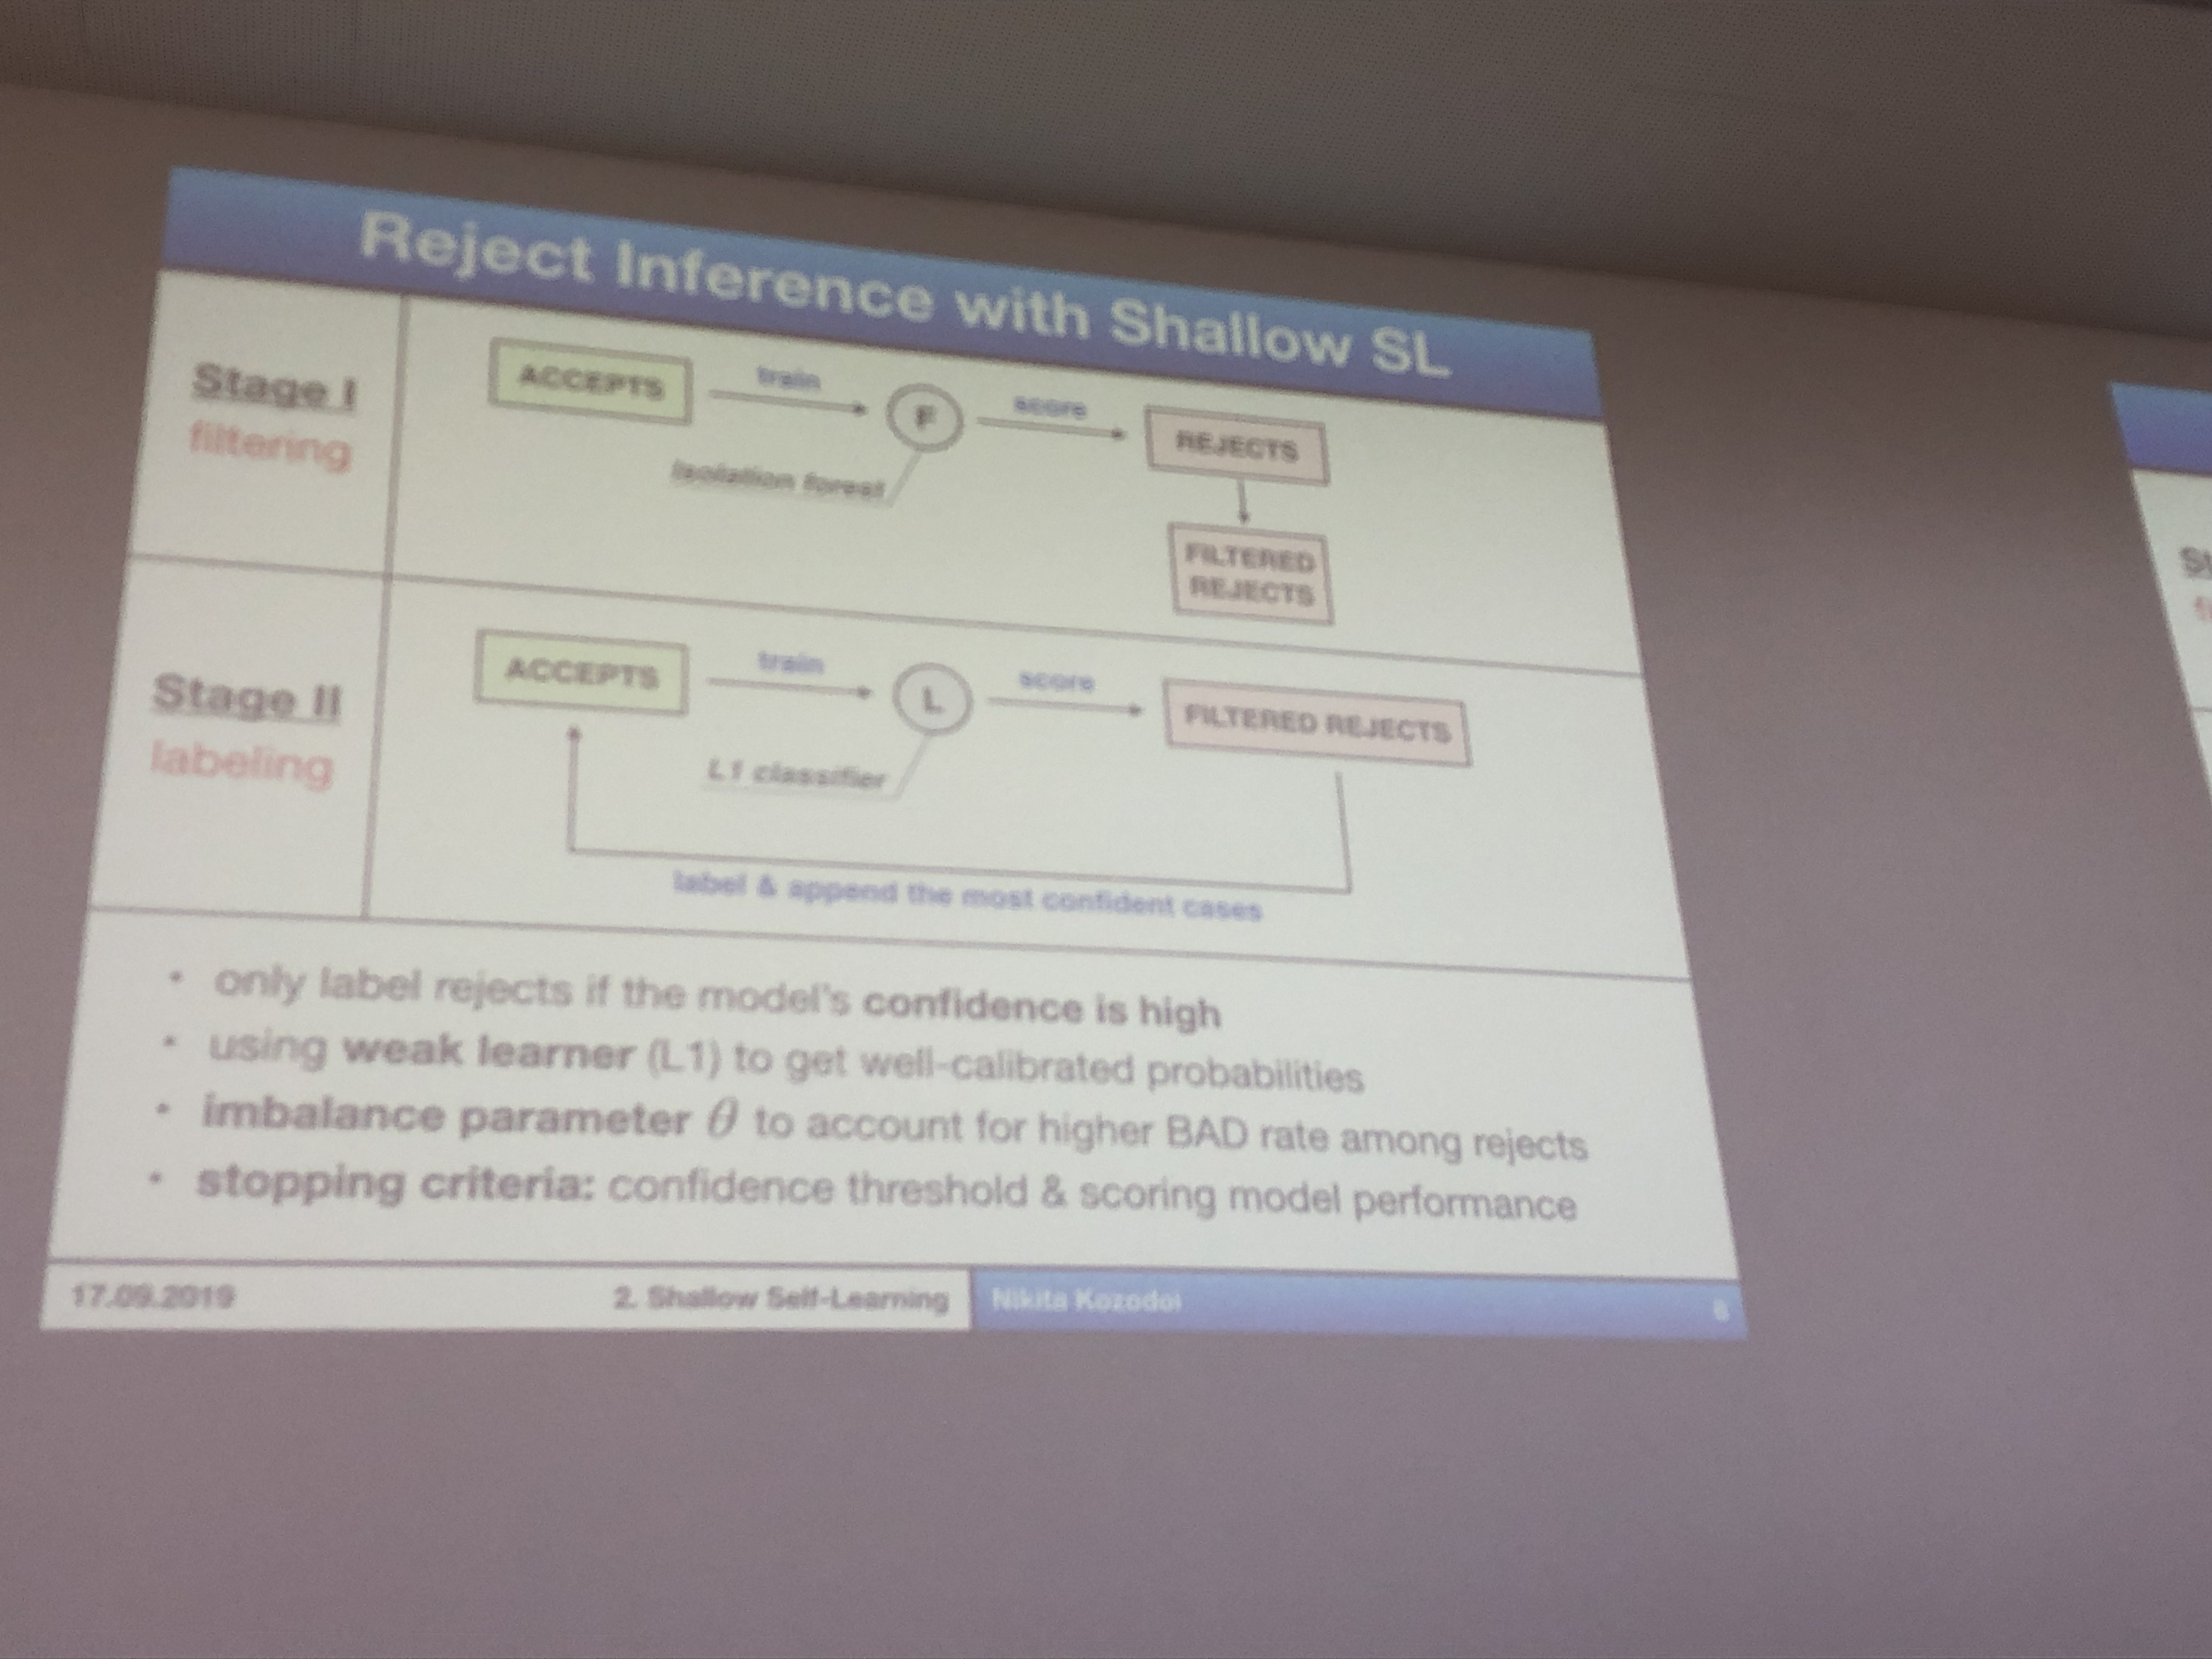 Reject Inference with Shallow SL
Stage I
filtering
ACCEPTS
train
F
score
REJECTS
isolation forest
FILTERED
REJECTS
Stage II
labeling
ACCEPTS
train
L
score
FILTERED REJECTS
L1 classifier
label & append the most confident cases
• only label rejects if the model's confidence is high
• using weak learner (L1) to get well-calibrated probabilities
• imbalance parameter θ to account for higher BAD rate among rejects
• stopping criteria: confidence threshold & scoring model performance
17.09.2019
2. Shallow Self-Learning
Nikita Kozodoi